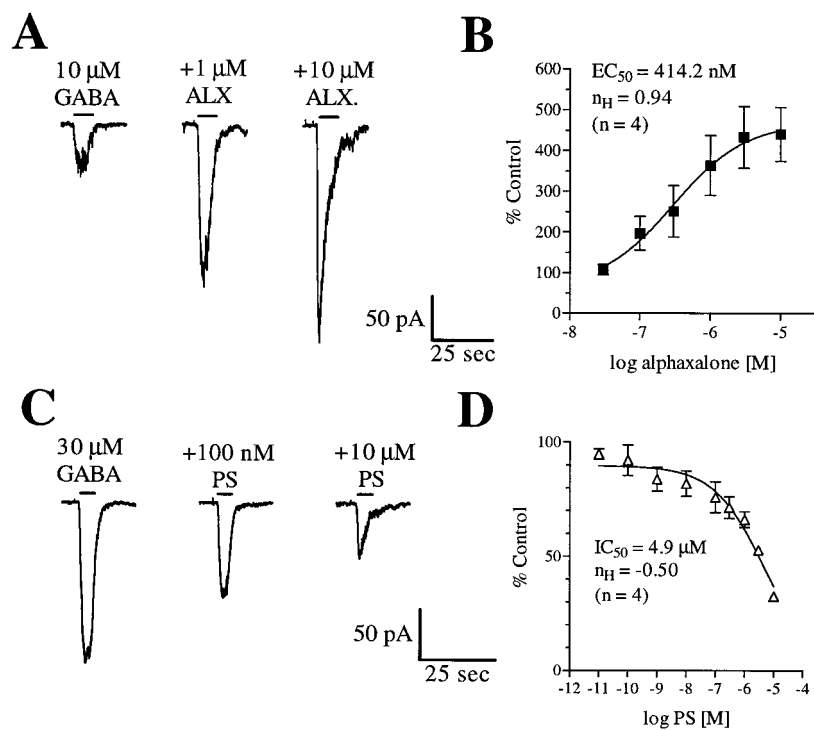 A
10 µM
GABA
+1 µM
ALX
+10 µM
ALX.
50 pA
25 sec
B
EC50 = 414.2 nM
nH = 0.94
(n = 4)
600
500
400
300
200
100
0
% Control
-8
-7
-6
-5
log alphaxalone [M]
C
30 µM
GABA
+100 nM
PS
+10 µM
PS
50 pA
25 sec
D
100
50
0
% Control
IC50 = 4.9 µM
nH = -0.50
(n = 4)
-12 -11 -10 -9 -8 -7 -6 -5 -4
log PS [M]